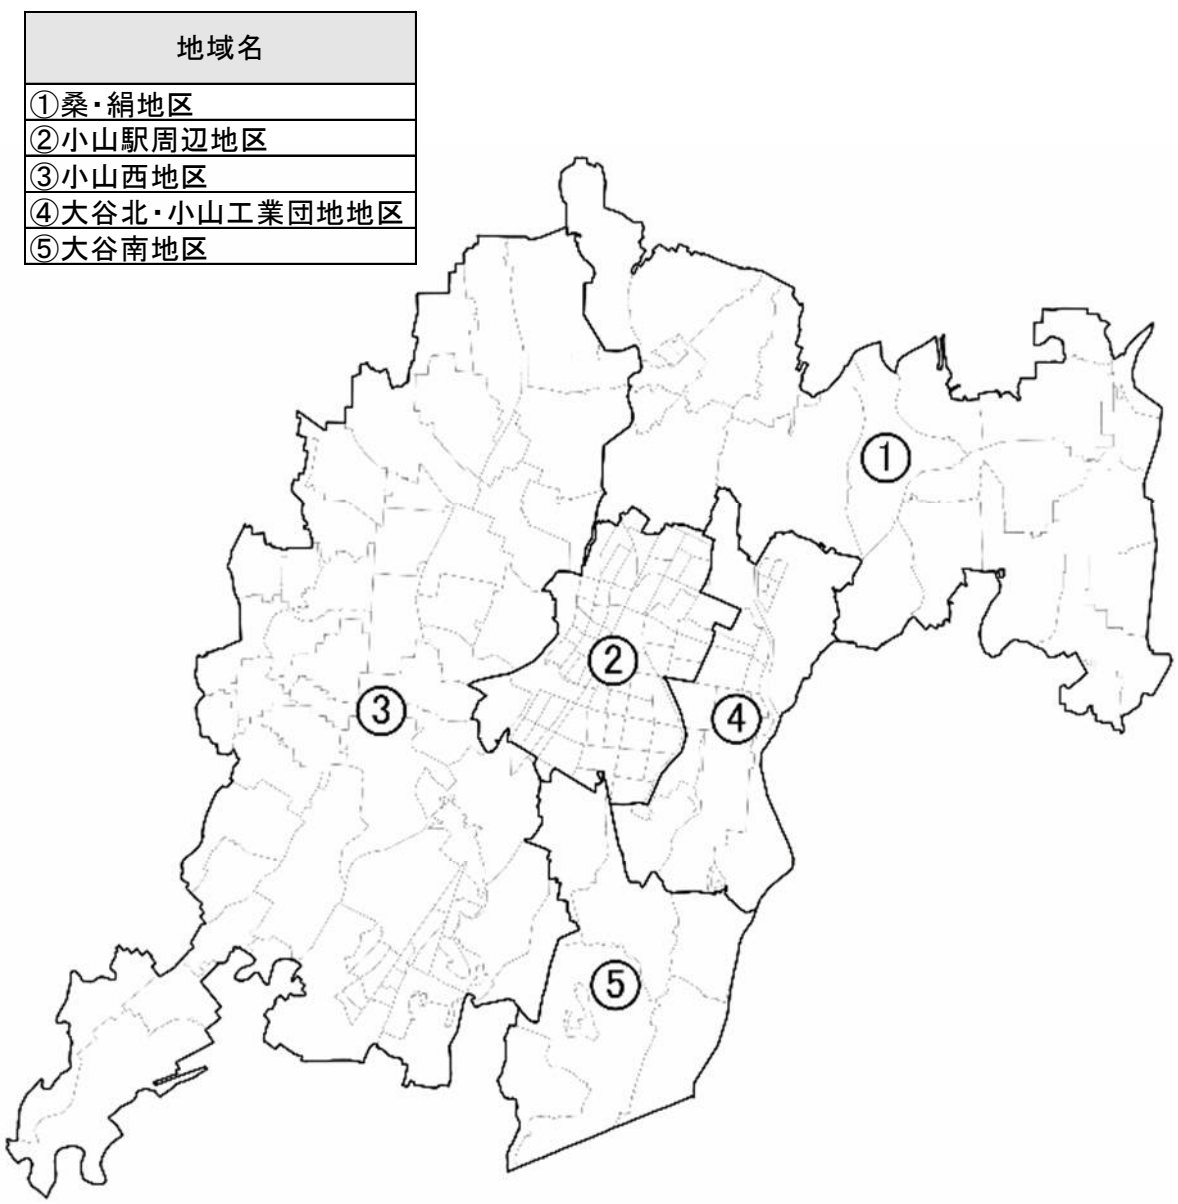 地域名
①桑・絹地区
②小山駅周辺地区
③小山西地区
④大谷北・小山工業団地地区
⑤大谷南地区
①
②
③
④
⑤